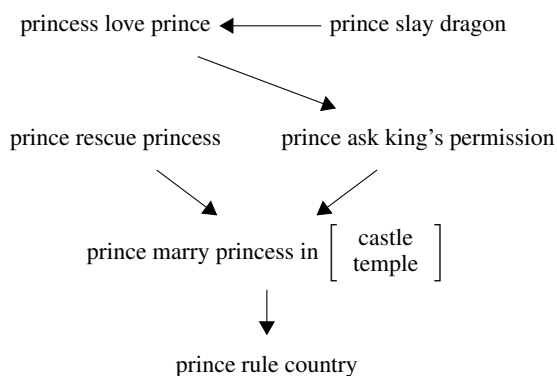 princess love prince prince slay dragon
prince rescue princess prince ask king's permission
prince marry princess in castle
temple
prince rule country